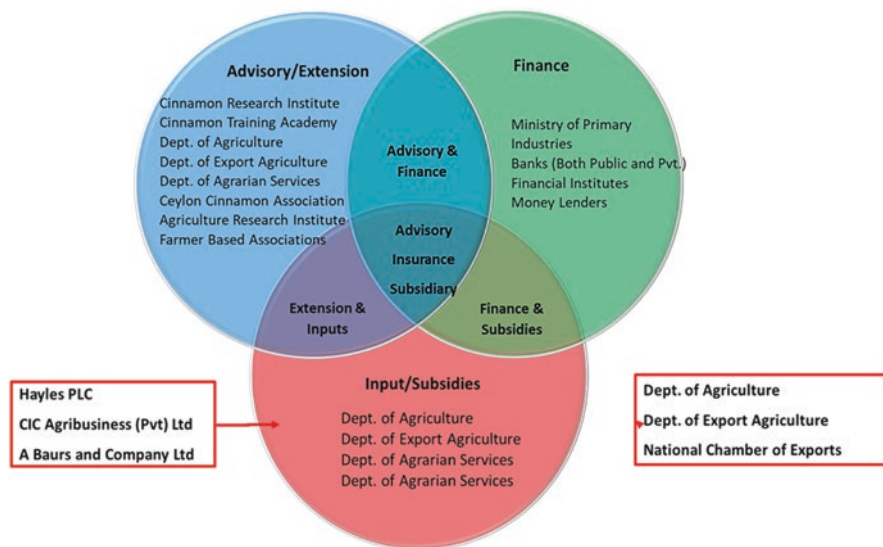 Advisory/Extension
Cinnamon Research Institute
Cinnamon Training Academy
Dept. of Agriculture
Dept. of Export Agriculture
Dept. of Agrarian Services
Ceylon Cinnamon Association
Agriculture Research Institute
Farmer Based Associations
Finance
Ministry of Primary
Industries
Banks (Both Public and Pvt.)
Financial Institutes
Money Lenders
Advisory &
Finance
Advisory
Insurance
Subsidiary
Extension &
Inputs
Finance &
Subsidies
Input/Subsidies
Dept. of Agriculture
Dept. of Export Agriculture
Dept. of Agrarian Services
Dept. of Agrarian Services
Hayles PLC
CIC Agribusiness (Pvt) Ltd
A Baurs and Company Ltd
Dept. of Agriculture
Dept. of Export Agriculture
National Chamber of Exports